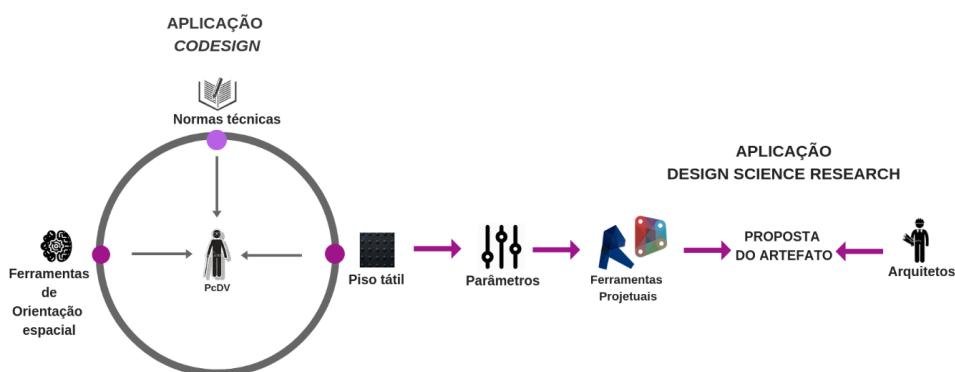 APLICAÇÃO
CODESIGN
Normas técnicas
Ferramentas
de
Orientação
espacial
PcDV
Piso tátil
Parâmetros
Ferramentas
Projetuais
APLICAÇÃO
DESIGN SCIENCE RESEARCH
PROPOSTA
DO ARTEFATO
Arquitetos